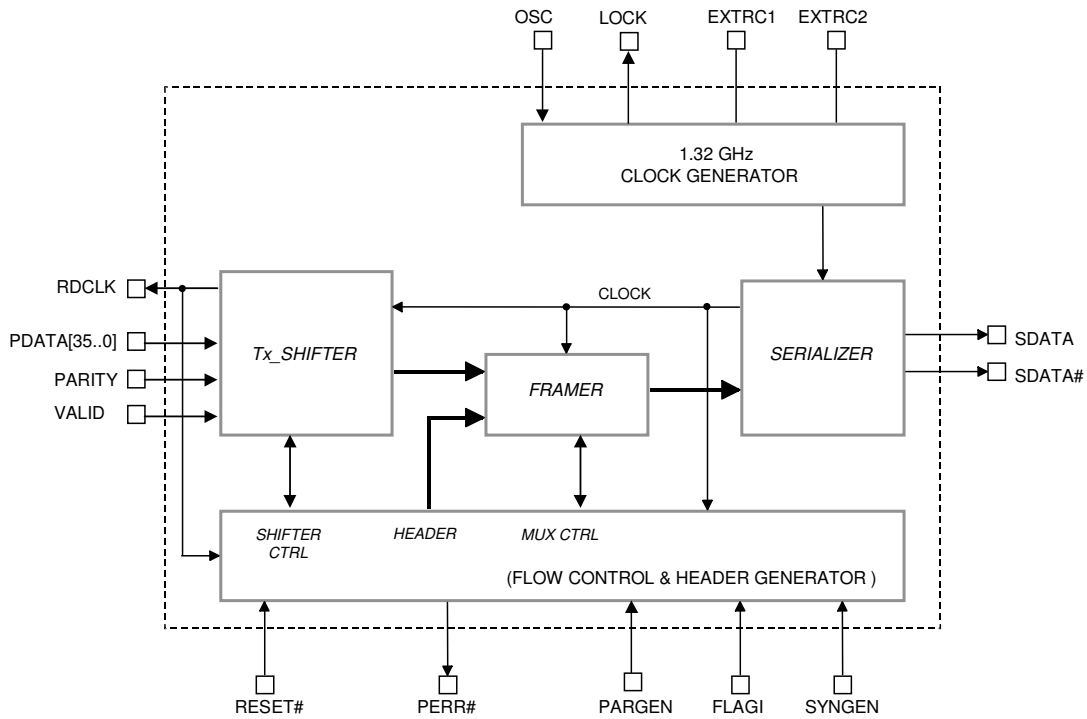 OSC LOCK EXTRC1 EXTRC2
1.32 GHz
CLOCK GENERATOR
RDCLK
CLOCK
PDATA[35..0]
Tx_SHIFTER
SERIALIZER
SDATA
PARITY
FRAMER
SDATA#
VALID
SHIFTER
CTRL
HEADER
MUX CTRL
(FLOW CONTROL & HEADER GENERATOR )
RESET# PERR# PARGEN FLAGI SYNGEN